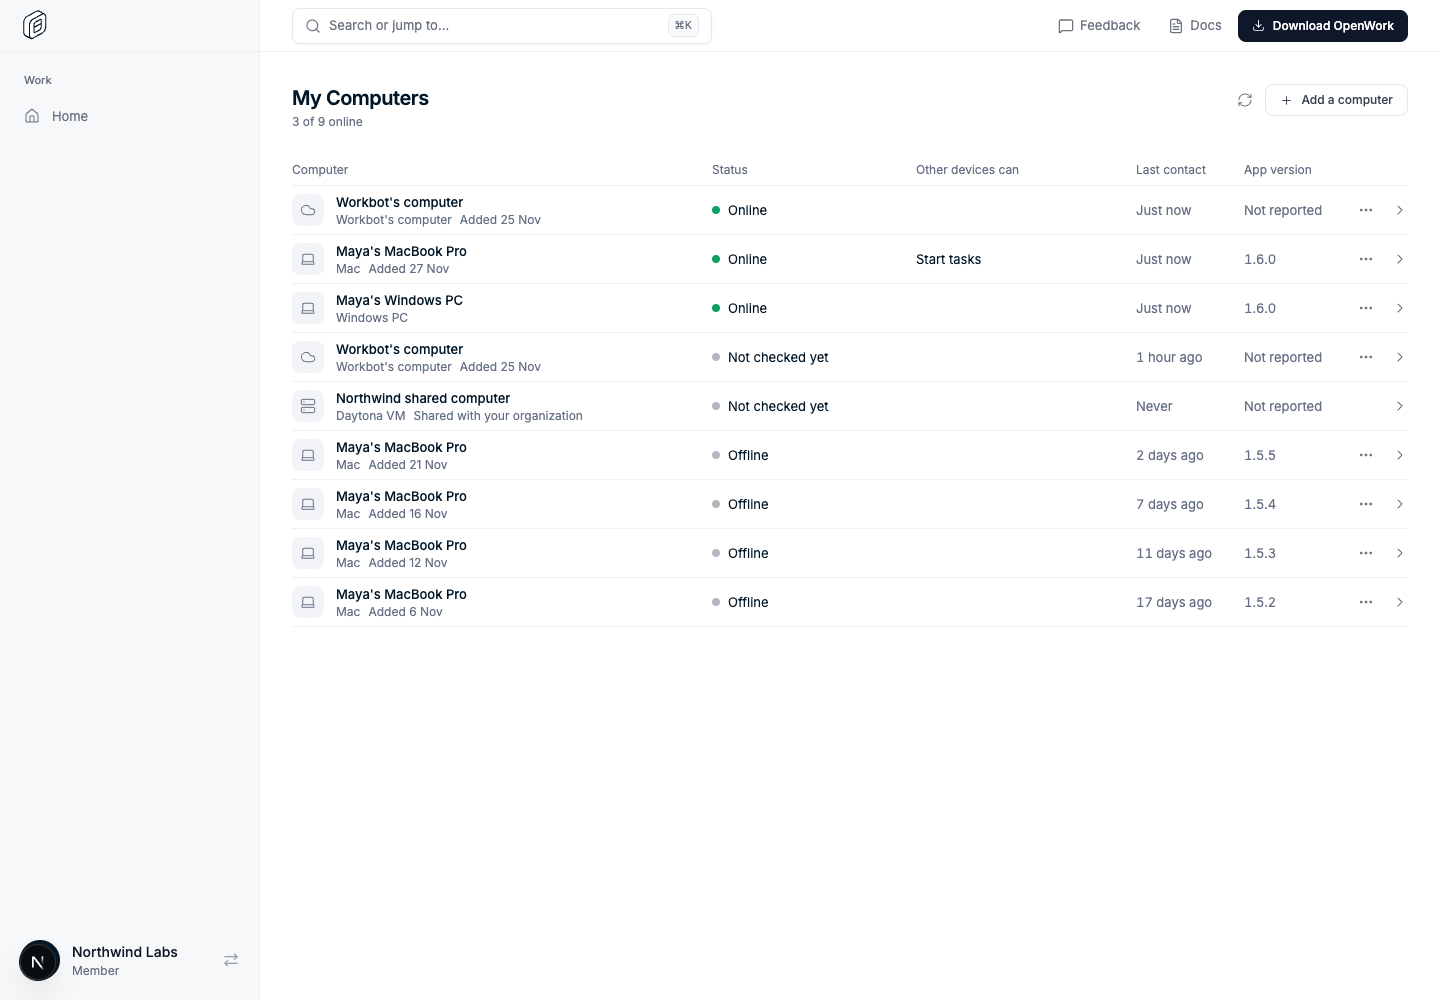 Search or jump to...
⌘K
Feedback
Docs
Download OpenWork
Work
Home
My Computers
3 of 9 online
Add a computer
Computer Status Other devices can Last contact App version
Workbot's computer
Workbot's computer Added 25 Nov
Online Just now Not reported
Maya's MacBook Pro
Mac Added 27 Nov
Online Start tasks Just now 1.6.0
Maya's Windows PC
Windows PC
Online Just now 1.6.0
Workbot's computer
Workbot's computer Added 25 Nov
Not checked yet 1 hour ago Not reported
Northwind shared computer
Daytona VM Shared with your organization
Not checked yet Never Not reported
Maya's MacBook Pro
Mac Added 21 Nov
Offline 2 days ago 1.5.5
Maya's MacBook Pro
Mac Added 16 Nov
Offline 7 days ago 1.5.4
Maya's MacBook Pro
Mac Added 12 Nov
Offline 11 days ago 1.5.3
Maya's MacBook Pro
Mac Added 6 Nov
Offline 17 days ago 1.5.2
N
Northwind Labs
Member